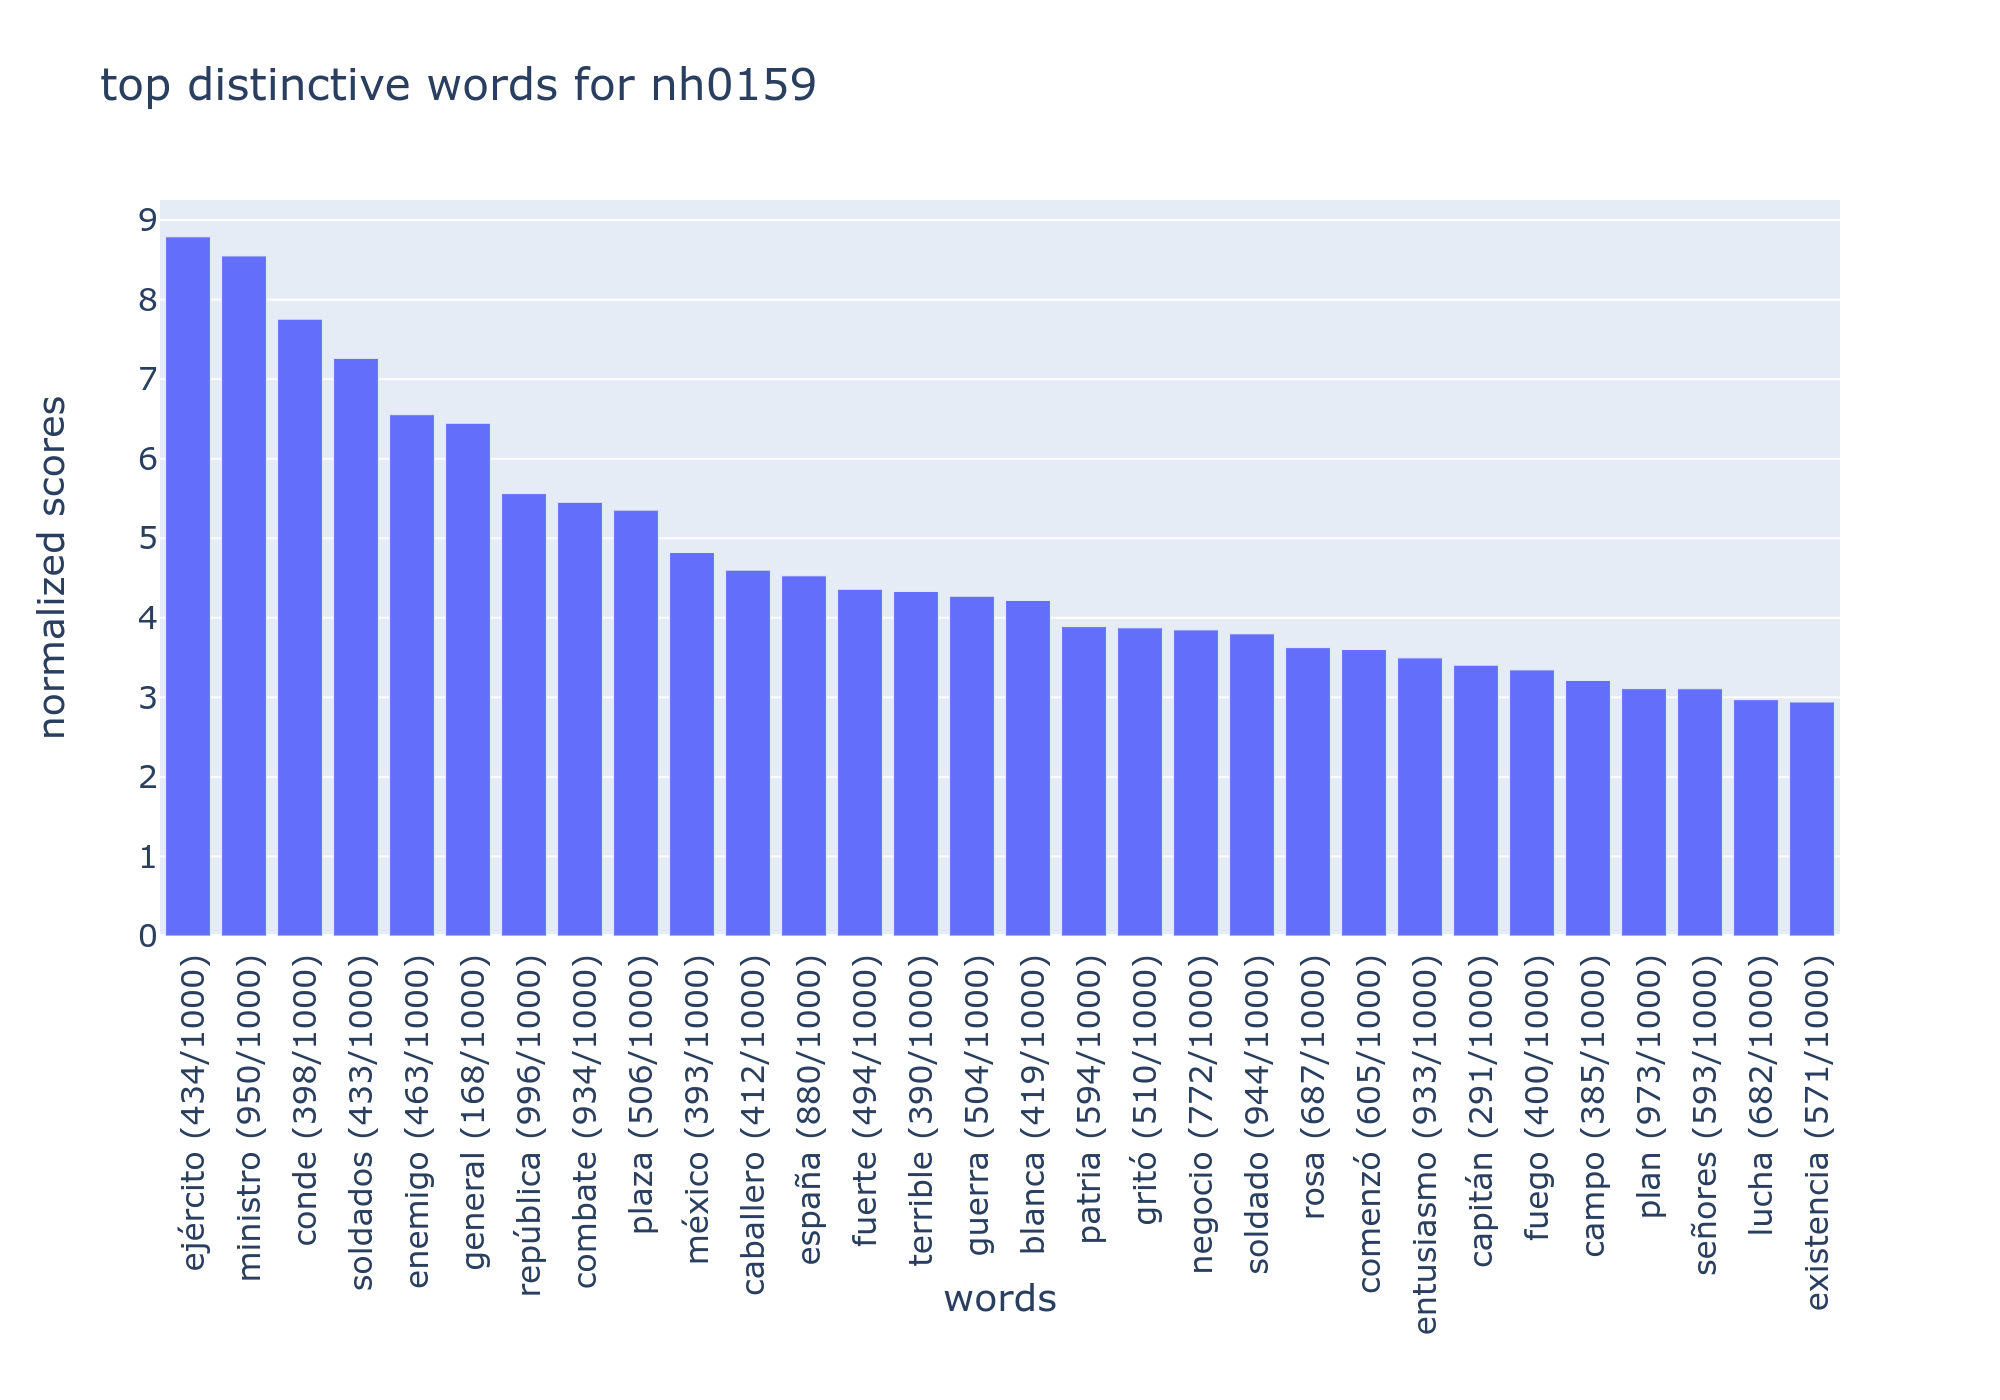 top distinctive words for nh0159
normalized scores
9
8
7
6
5
4
3
2
1
0
ejército (434/1000)
ministro (950/1000)
conde (398/1000)
soldados (433/1000)
enemigo (463/1000)
general (168/1000)
república (996/1000)
combate (934/1000)
plaza (506/1000)
méxico (393/1000)
caballero (412/1000)
españa (880/1000)
fuerte (494/1000)
terrible (390/1000)
guerra (504/1000)
blanca (419/1000)
patria (594/1000)
gritó (510/1000)
negocio (772/1000)
soldado (944/1000)
rosa (687/1000)
comenzó (605/1000)
entusiasmo (933/1000)
capitán (291/1000)
fuego (400/1000)
campo (385/1000)
plan (973/1000)
señores (593/1000)
lucha (682/1000)
existencia (571/1000)
words